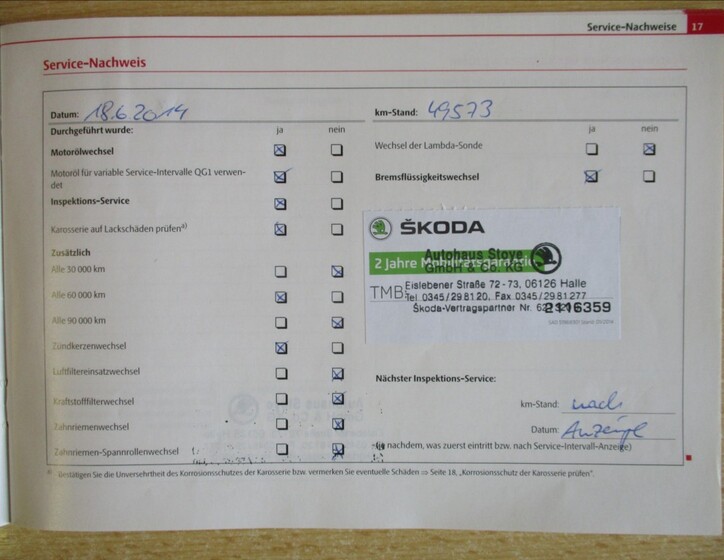 Service-Nachweise 17
Service-Nachweis
Datum: 18.6.2014
km-Stand: 49573
Durchgeführt wurde: ja nein
ja nein
Motorölwechsel
Wechsel der Lambda-Sonde
Motoröl für variable Service-Intervalle QG1 verwen-
det
Bremsflüssigkeitswechsel
Inspektions-Service
Karosserie auf Lackschäden prüfen a)
Zusätzlich
Alle 30 000 km
Alle 60 000 km
Alle 90 000 km
Zündkerzenwechsel
Luftfiltereinsatzwechsel
Kraftstofffilterwechsel
Zahnriemenwechsel
Zahnriemen-Spannrollenwechsel
ŠKODA
2 Jahre Mobilitätsgarantie
Autohaus Stove
GmbH & Co. KG
Eislebener Straße 72 - 73, 06126 Halle
TMB
Tel. 0345/29 81 20, Fax 0345/29 81 277
Škoda-Vertragspartner Nr.
2116359
Nächster Inspektions-Service:
km-Stand: nach
Datum: Anzeige
(je nachdem, was zuerst eintritt bzw. nach Service-Intervall-Anzeige)
a) Bestätigen Sie die Unversehrtheit des Korrosionsschutzes der Karosserie bzw. vermerken Sie eventuelle Schäden ⇒ Seite 18, „Korrosionsschutz der Karosserie prüfen“.